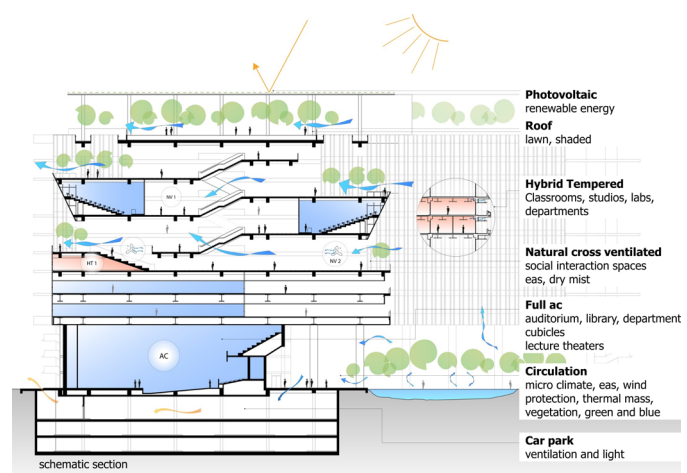 Photovoltaic
renewable energy
Roof
lawn, shaded
Hybrid Tempered
Classrooms, studios, labs,
departments
NV 1
Natural cross ventilated
social interaction spaces
eas, dry mist
HT 1
NV 2
Full ac
auditorium, library, department
cubicles
lecture theaters
AC
Circulation
micro climate, eas, wind
protection, thermal mass,
vegetation, green and blue
Car park
ventilation and light
schematic section